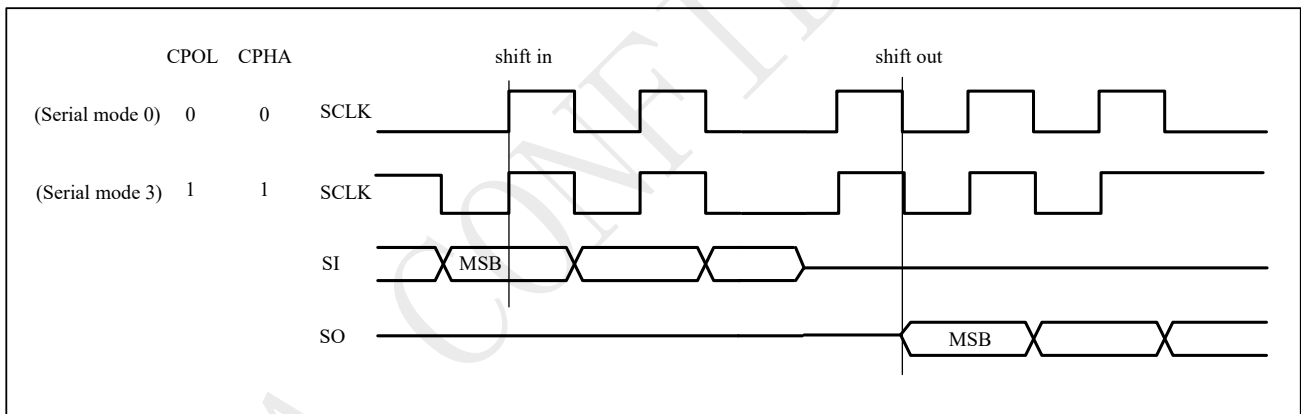 CPOL CPHA shift in shift out
(Serial mode 0) 0 0 SCLK
(Serial mode 3) 1 1 SCLK
SI MSB
SO MSB